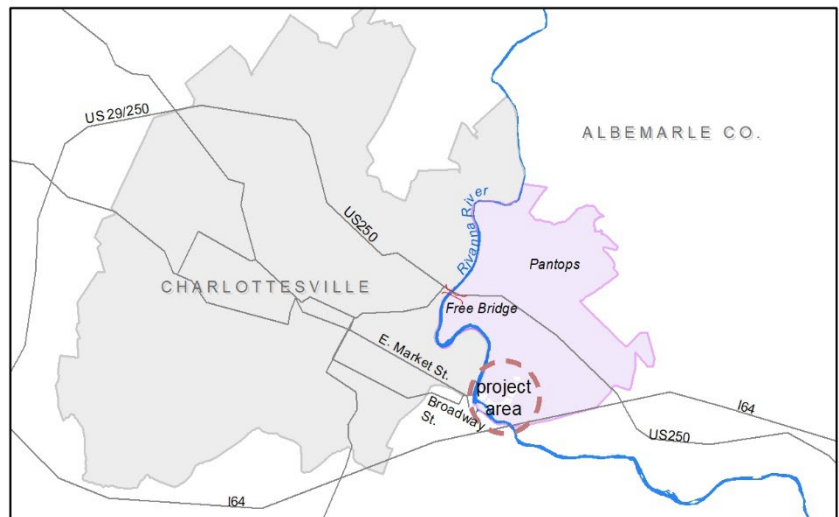 US 29/250
ALBEMARLE CO.
US250
Rivanna River
Pantops
CHARLOTTESVILLE
Free Bridge
E. Market St.
project
area
Broadway
St.
I64
US250
I64